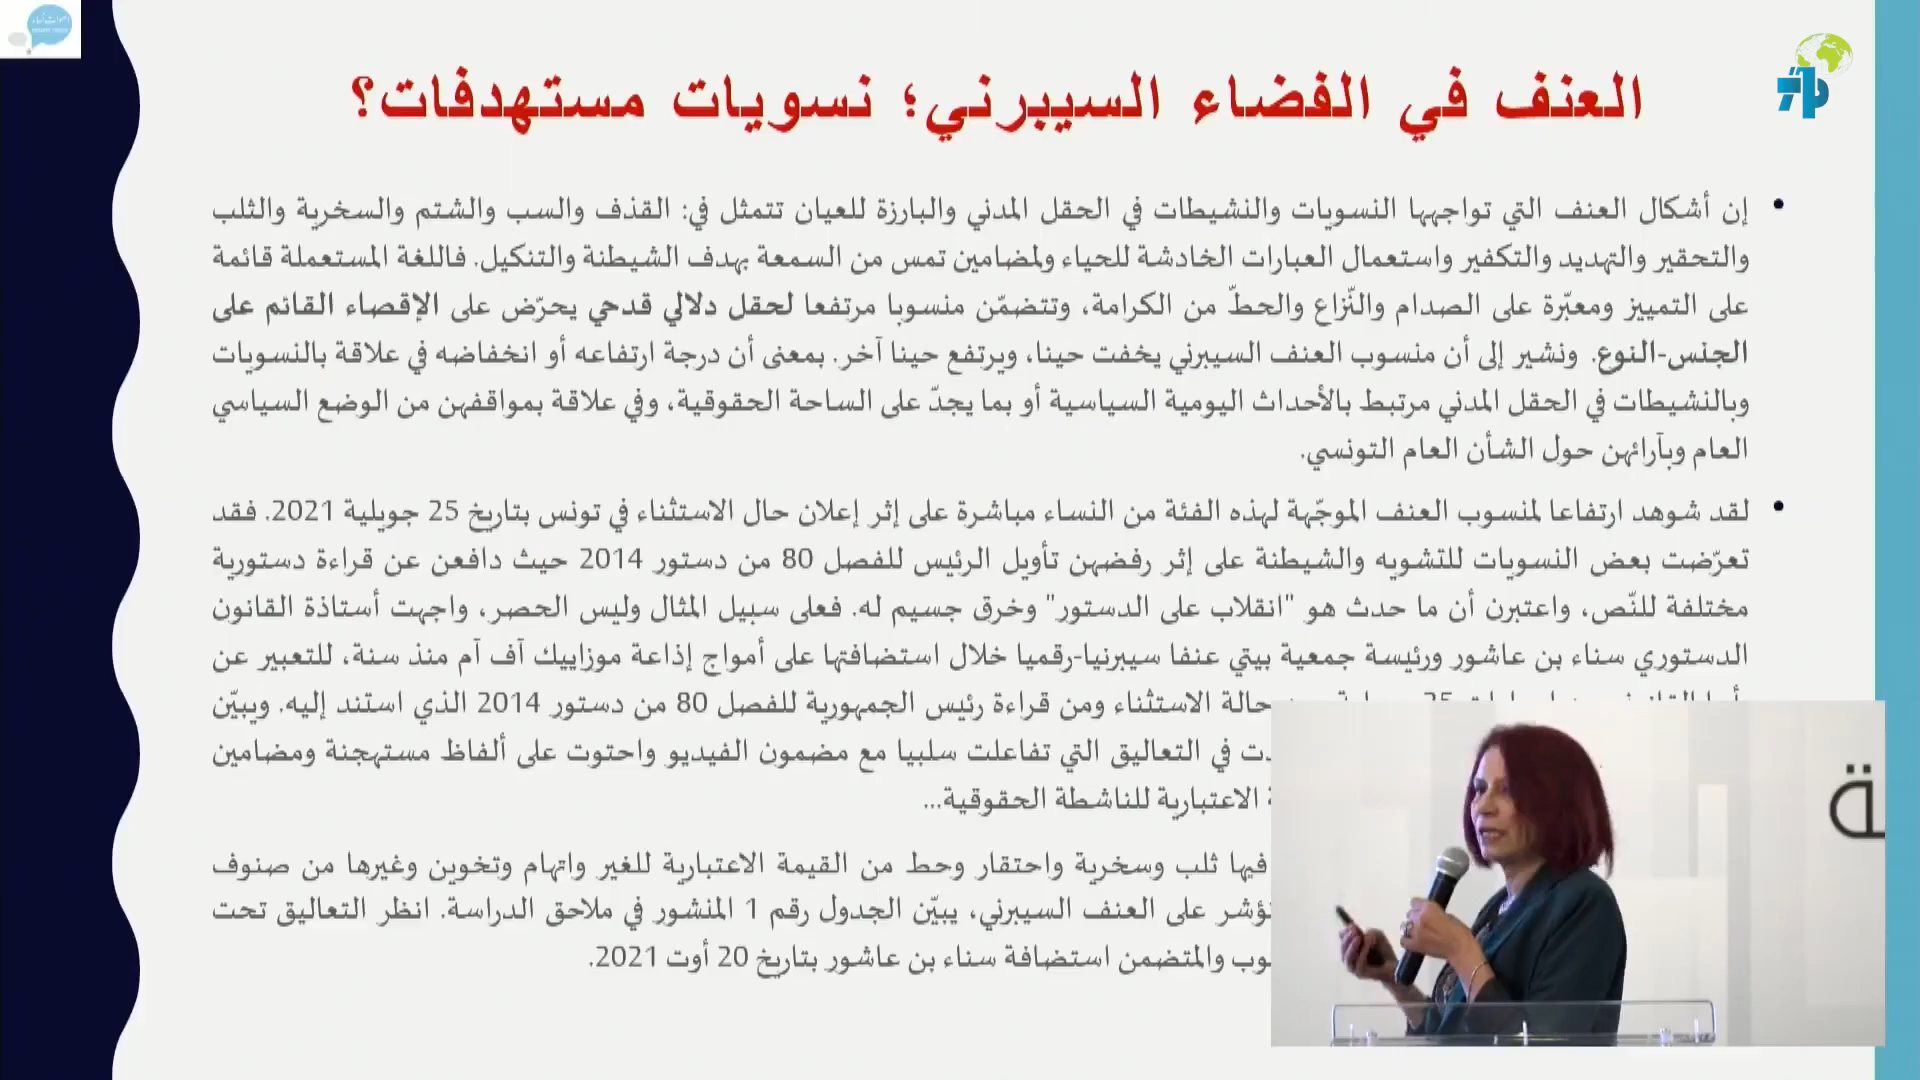 العنف في الفضاء السيبرني؛ نسويات مستهدفات؟
إن أشكال العنف التي تواجهها النسويات والنشيطات في الحقل المدني والبارزة للعيان تتمثل في: القذف والسب والشتم والسخرية والثلب
والتحقير والتهديد والتكفير واستعمال العبارات الخادشة للحياء ولمضامين تمس من السمعة بهدف الشيطنة والتنكيل. فاللغة المستعملة قائمة
على التمييز ومعبّرة على الصدام والنّزاع والحطّ من الكرامة، وتتضمّن منسوبا مرتفعا لحقل دلالي قدحي يحرّض على الإقصاء القائم على
الجنس-النوع. ونشير إلى أن منسوب العنف السيبرني يخفت حينا، ويرتفع حينا آخر. بمعنى أن درجة ارتفاعه أو انخفاضه في علاقة بالنسويات
وبالنشيطات في الحقل المدني مرتبط بالأحداث اليومية السياسية أو بما يجدّ على الساحة الحقوقية، وفي علاقة بمواقفهن من الوضع السياسي
العام وبآرائهن حول الشأن العام التونسي.
لقد شوهد ارتفاعا لمنسوب العنف الموجّهة لهذه الفئة من النساء مباشرة على إثر إعلان حال الاستثناء في تونس بتاريخ 25 جويلية 2021. فقد
تعرّضت بعض النسويات للتشويه والشيطنة على إثر رفضهن تأويل الرئيس للفصل 80 من دستور 2014 حيث دافعن عن قراءة دستورية
مختلفة للنّص، واعتبرن أن ما حدث هو "انقلاب على الدستور" وخرق جسيم له. فعلى سبيل المثال وليس الحصر، واجهت أستاذة القانون
الدستوري سناء بن عاشور ورئيسة جمعية بيتي عنفا سيبرنيا-رقميا خلال استضافتها على أمواج إذاعة موزاييك آف آم منذ سنة، للتعبير عن
حالة الاستثناء ومن قراءة رئيس الجمهورية للفصل 80 من دستور 2014 الذي استند إليه. ويبيّن
في التعاليق التي تفاعلت سلبيا مع مضمون الفيديو واحتوت على ألفاظ مستهجنة ومضامين
الاعتبارية للناشطة الحقوقية...
فيها ثلب وسخرية واحتقار وحط من القيمة الاعتبارية للغير واتهام وتخوين وغيرها من صنوف
على العنف السيبرني، يبيّن الجدول رقم 1 المنشور في ملاحق الدراسة. انظر التعاليق تحت
والمتضمن استضافة سناء بن عاشور بتاريخ 20 أوت 2021.